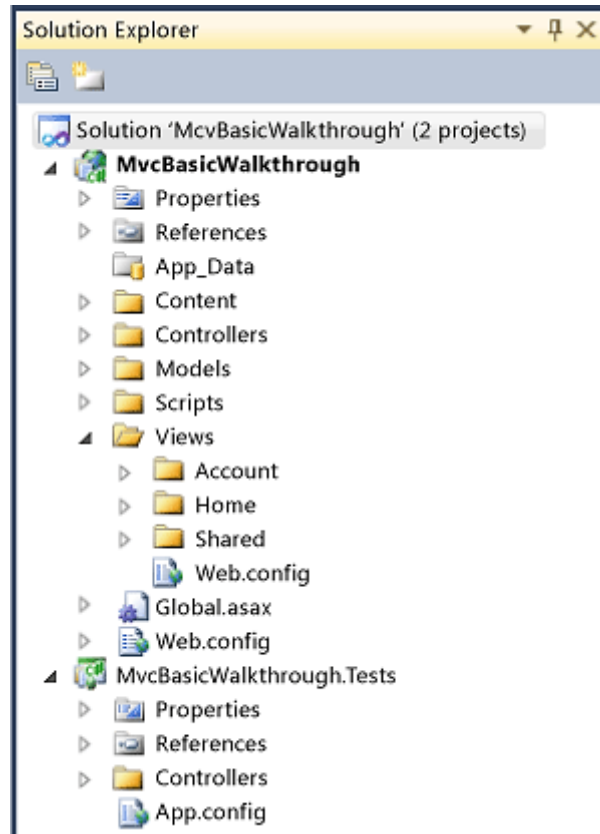 Solution Explorer
Solution 'McvBasicWalkthrough' (2 projects)
MvcBasicWalkthrough
Properties
References
App_Data
Content
Controllers
Models
Scripts
Views
Account
Home
Shared
Web.config
Global.asax
Web.config
MvcBasicWalkthrough.Tests
Properties
References
Controllers
App.config